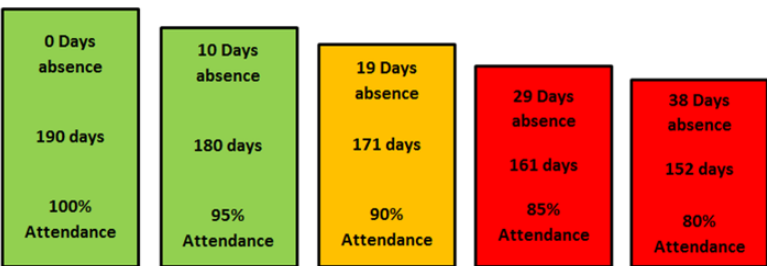 0 Days
absence
190 days
100%
Attendance
10 Days
absence
180 days
95%
Attendance
19 Days
absence
171 days
90%
Attendance
29 Days
absence
161 days
85%
Attendance
38 Days
absence
152 days
80%
Attendance